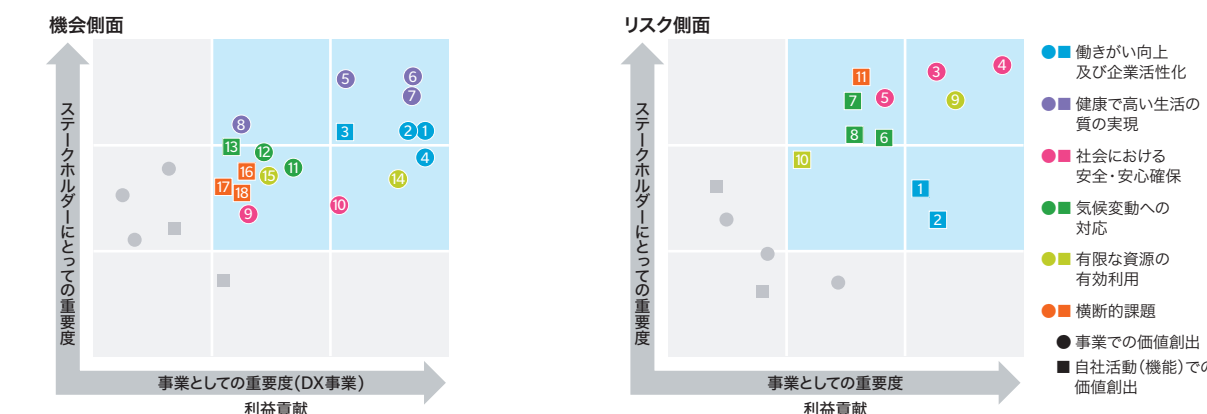 機会側面
ステークホルダーにとっての重要度
5
6
7
8
3
2
1
13
12
4
16
15
11
14
17
18
9
10
事業としての重要度(DX事業)
利益貢献
リスク側面
ステークホルダーにとっての重要度
4
3
11
7
5
9
8
6
10
1
2
事業としての重要度
利益貢献
働きがい向上
及び企業活性化
健康で高い生活の
質の実現
社会における
安全・安心確保
気候変動への
対応
有限な資源の
有効利用
横断的課題
事業での価値創出
自社活動(機能)での
価値創出